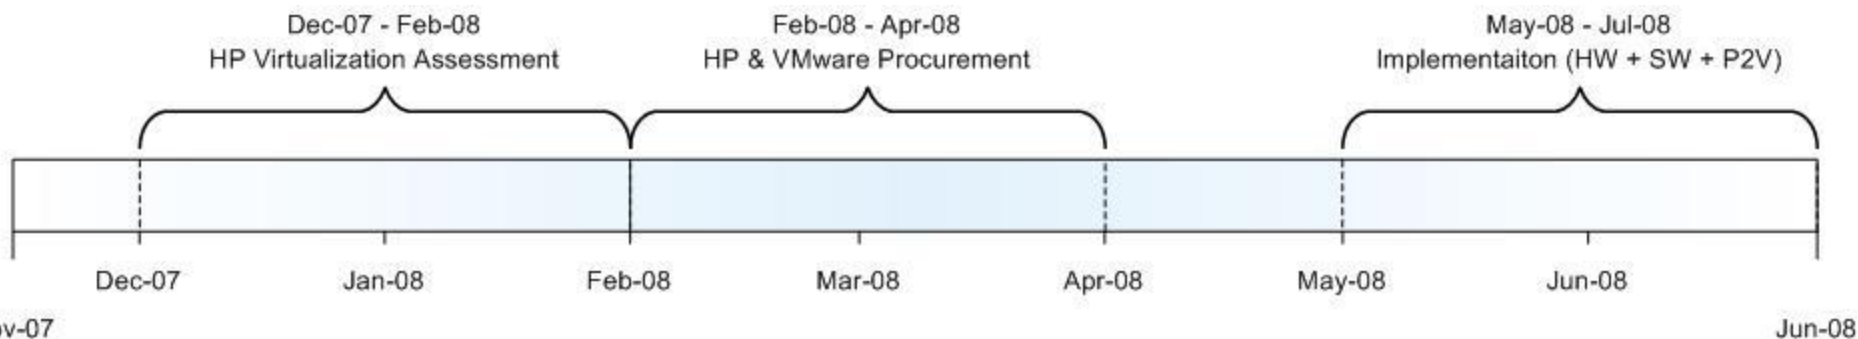 Dec-07 - Feb-08
HP Virtualization Assessment
Feb-08 - Apr-08
HP & VMware Procurement
May-08 - Jul-08
Implementaiton (HW + SW + P2V)
Dec-07
Jan-08
Feb-08
Mar-08
Apr-08
May-08
Jun-08
v-07
Jun-08